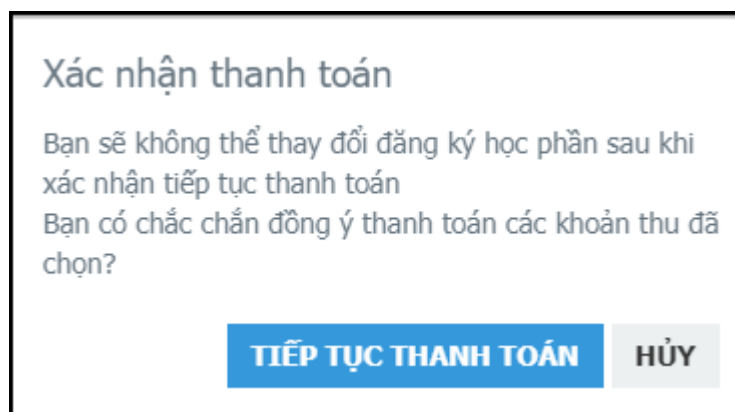 Xác nhận thanh toán
Bạn sẽ không thể thay đổi đăng ký học phần sau khi
xác nhận tiếp tục thanh toán
Bạn có chắc chắn đồng ý thanh toán các khoản thu đã
chọn?
TIẾP TỤC THANH TOÁN HỦY